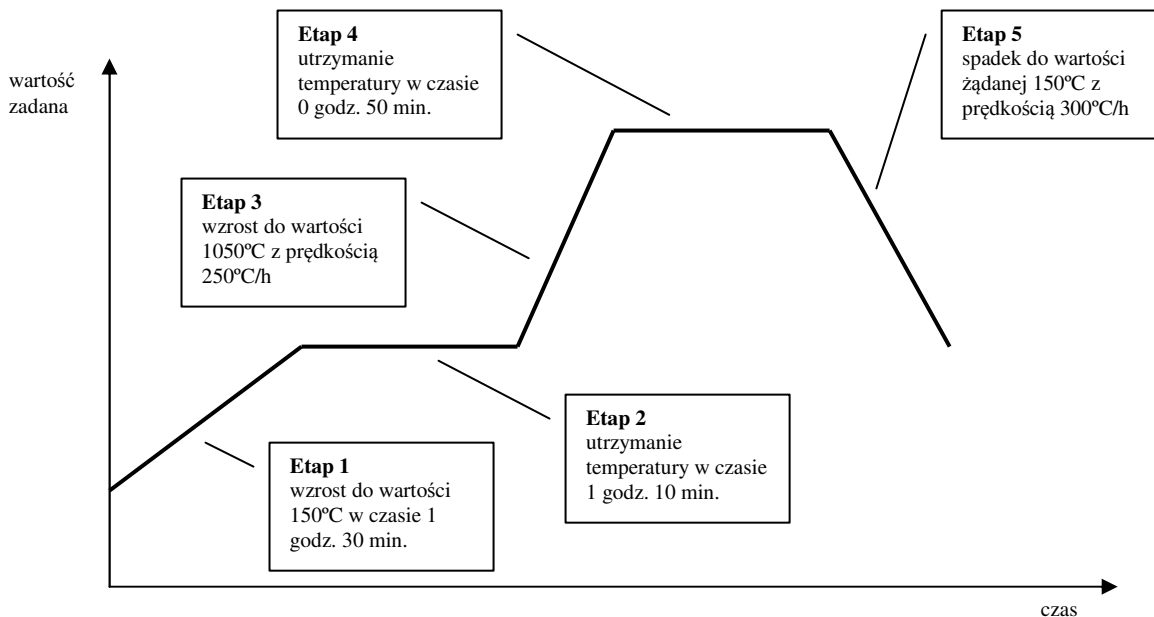 wartość
zadana
Etap 4
utrzymanie
temperatury w czasie
0 godz. 50 min.
Etap 5
spadek do wartości
żądanej 150ºC z
prędkością 300ºC/h
Etap 3
wzrost do wartości
1050ºC z prędkością
250ºC/h
Etap 2
utrzymanie
temperatury w czasie
1 godz. 10 min.
Etap 1
wzrost do wartości
150ºC w czasie 1
godz. 30 min.
czas